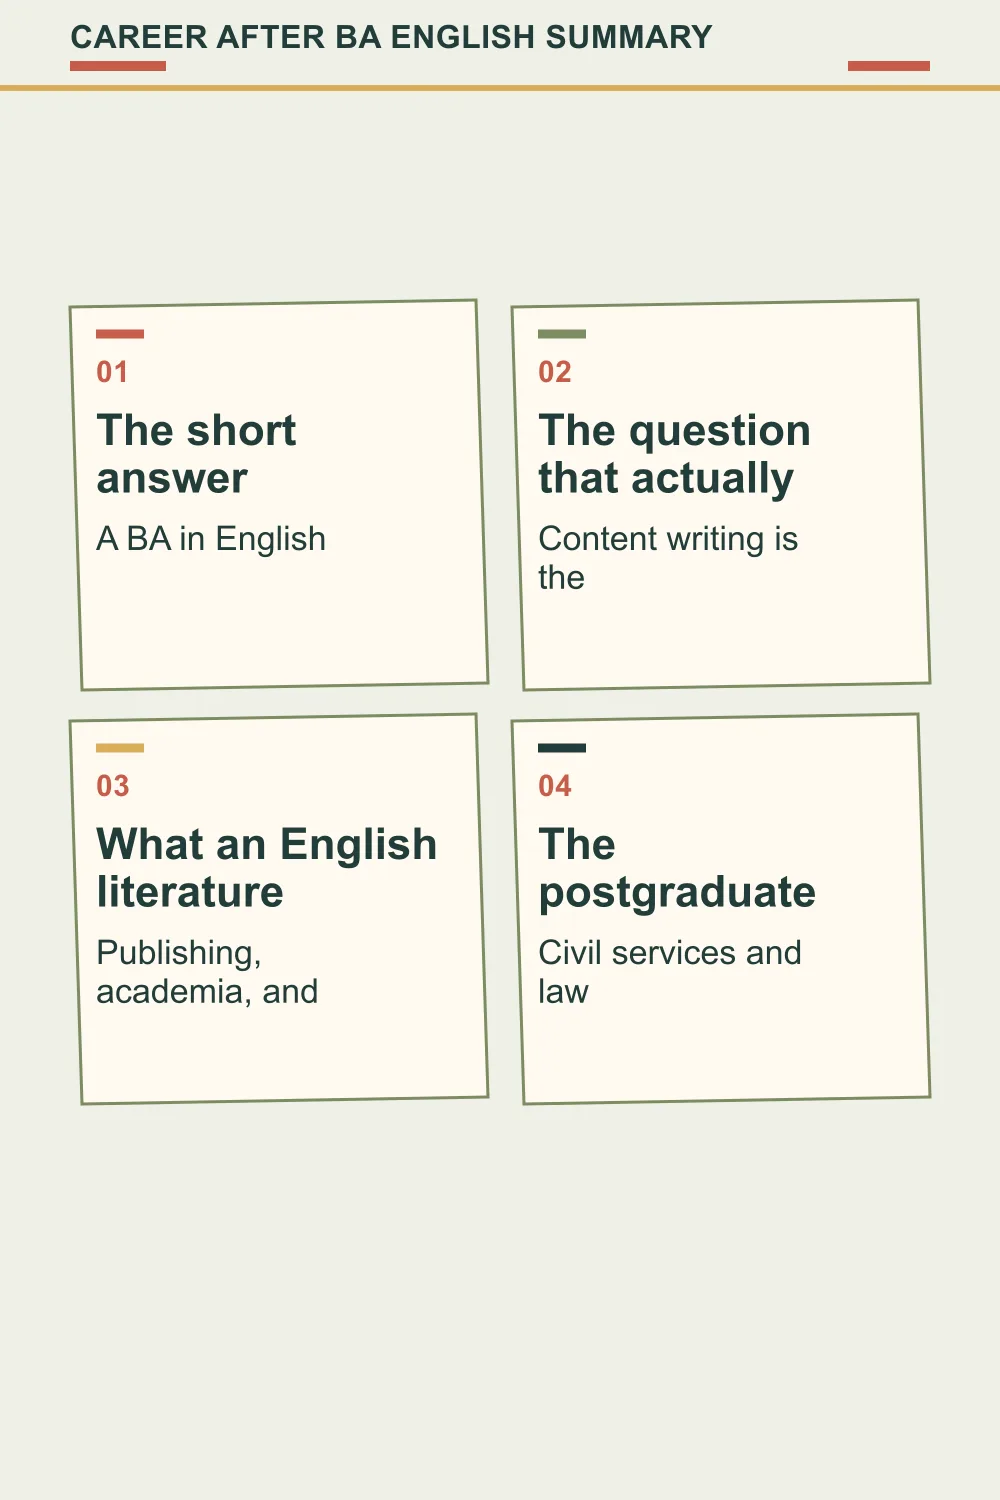 CAREER AFTER BA ENGLISH SUMMARY
01
The short
answer
A BA in English
02
The question
that actually
Content writing is
the
03
What an English
literature
Publishing,
academia, and
04
The
postgraduate
Civil services and
law